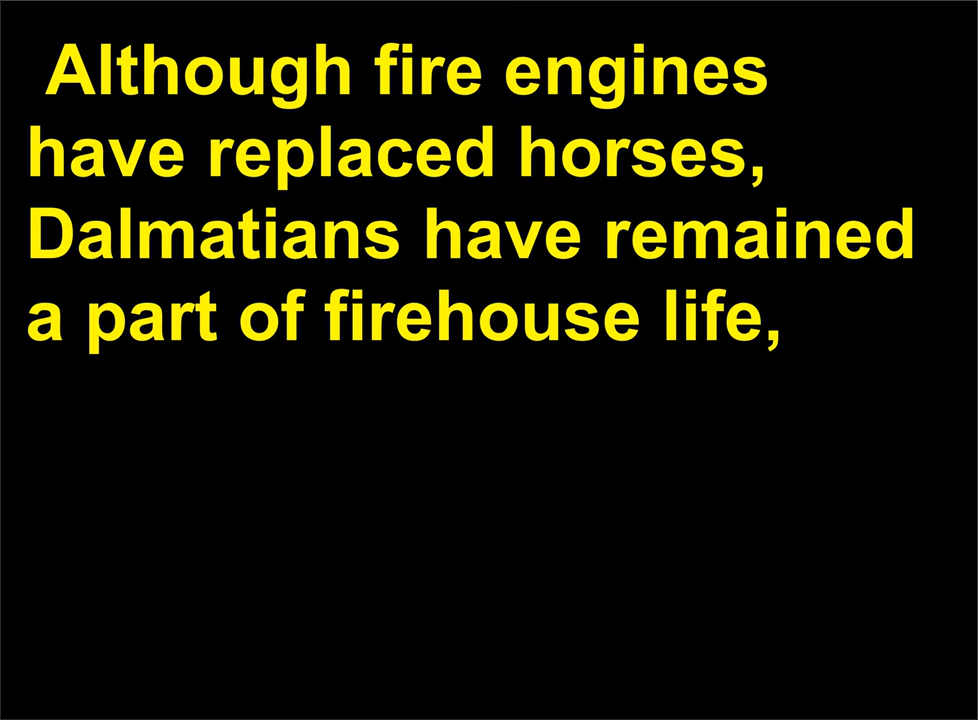 Although fire engines
have replaced horses,
Dalmatians have remained
a part of firehouse life,